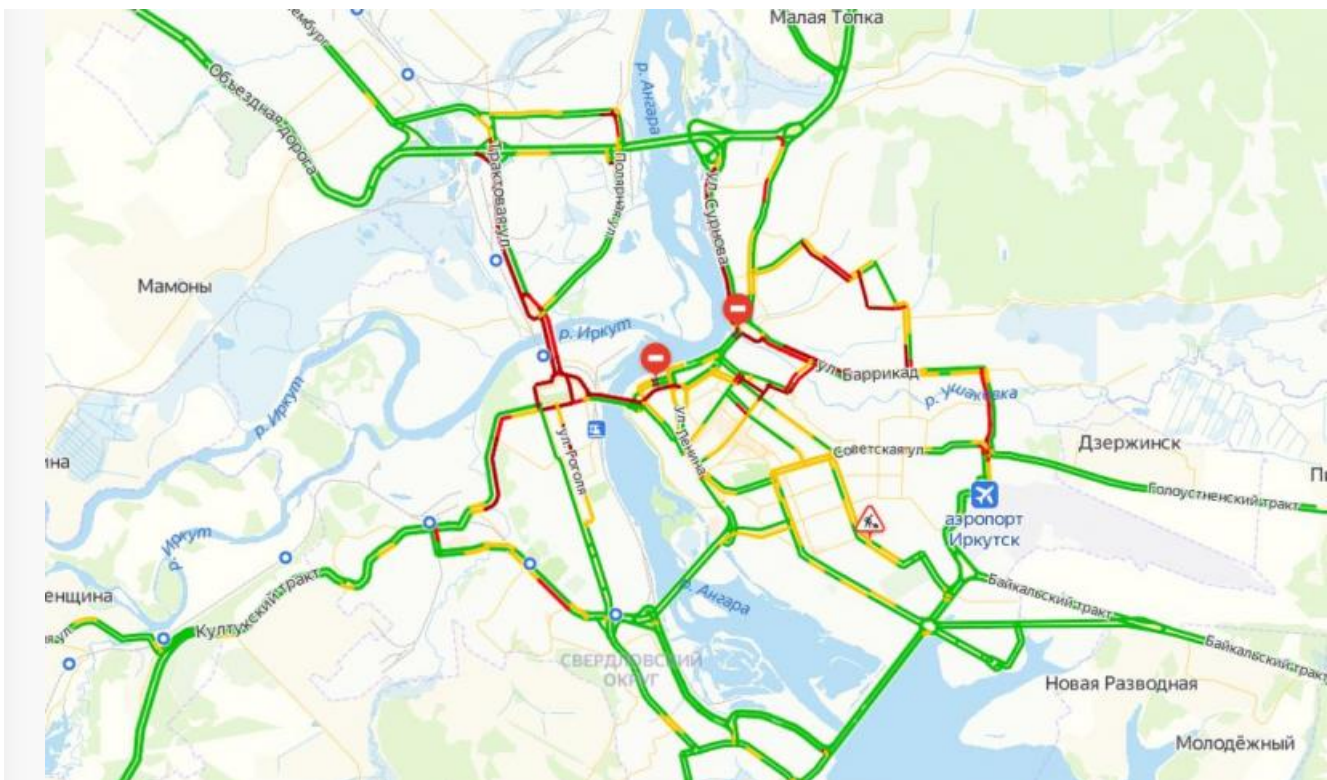 Малая Топка
Объездная дорога
р. Ангара
Трактовая ул.
Полярная ул.
ул. Сурнова
Мамоны
р. Иркут
р. Иркут
ул. Баррикад
р. Ушаковка
ул. Ленина
ул. Гоголя
Советская ул.
Дзержинск
Голоустненский тракт
аэропорт
Иркутск
р. Иркут
Култукский тракт
р. Ангара
Байкальский тракт
Байкальский тракт
СВЕРДЛОВСКИЙ
ОКРУГ
Новая Разводная
Молодёжный